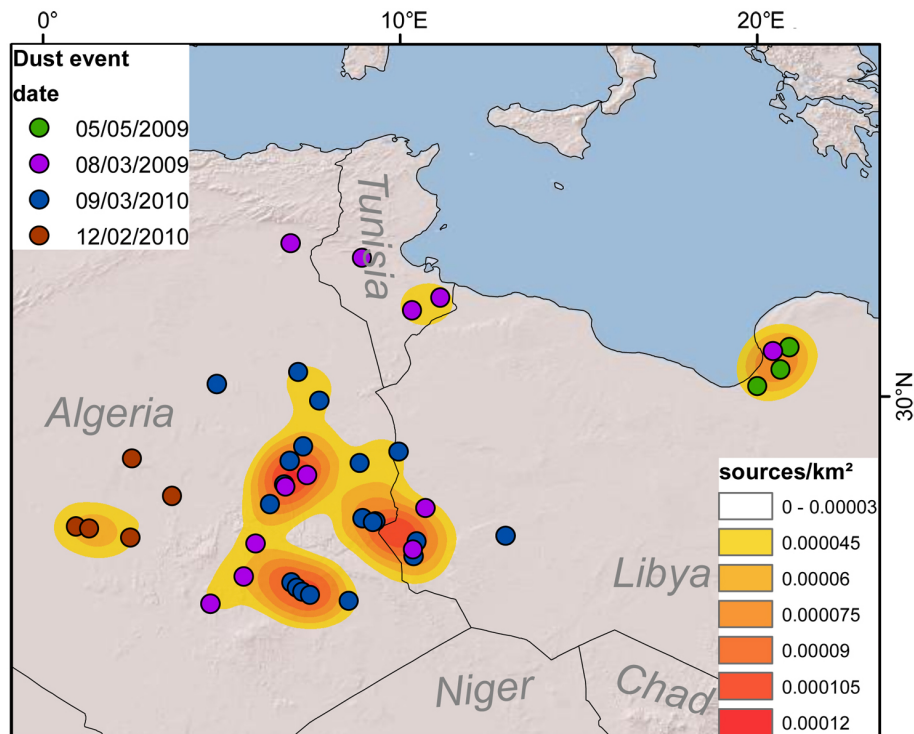 0°
10°E
20°E
Dust event
date
05/05/2009
08/03/2009
09/03/2010
12/02/2010
Tunisia
30°N
Algeria
sources/km²
0 - 0.00003
0.000045
0.00006
0.000075
0.00009
0.000105
0.00012
Libya
Niger
Chad